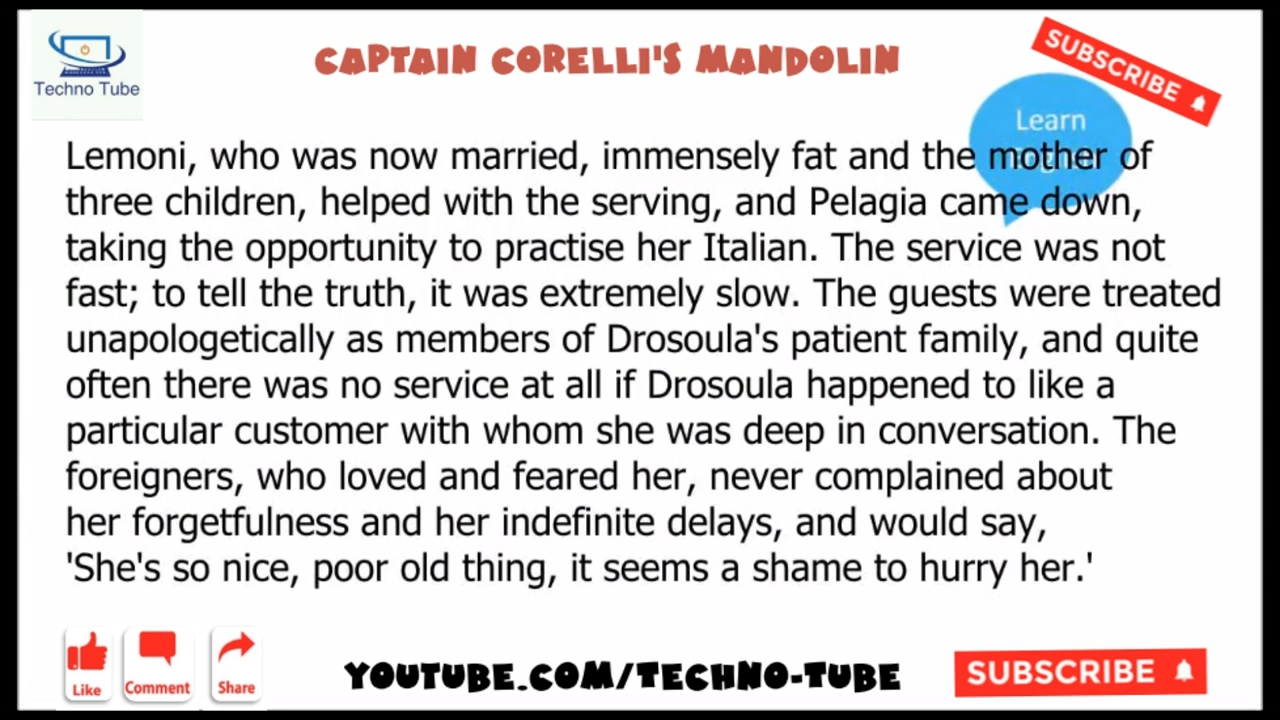 Techno Tube
CAPTAIN CORELLI'S MANDOLIN
SUBSCRIBE
Learn
Lemoni, who was now married, immensely fat and the mother of
three children, helped with the serving, and Pelagia came down,
taking the opportunity to practise her Italian. The service was not
fast; to tell the truth, it was extremely slow. The guests were treated
unapologetically as members of Drosoula's patient family, and quite
often there was no service at all if Drosoula happened to like a
particular customer with whom she was deep in conversation. The
foreigners, who loved and feared her, never complained about
her forgetfulness and her indefinite delays, and would say,
'She's so nice, poor old thing, it seems a shame to hurry her.'
Like
Comment
Share
YOUTUBE.COM/TECHNO-TUBE
SUBSCRIBE